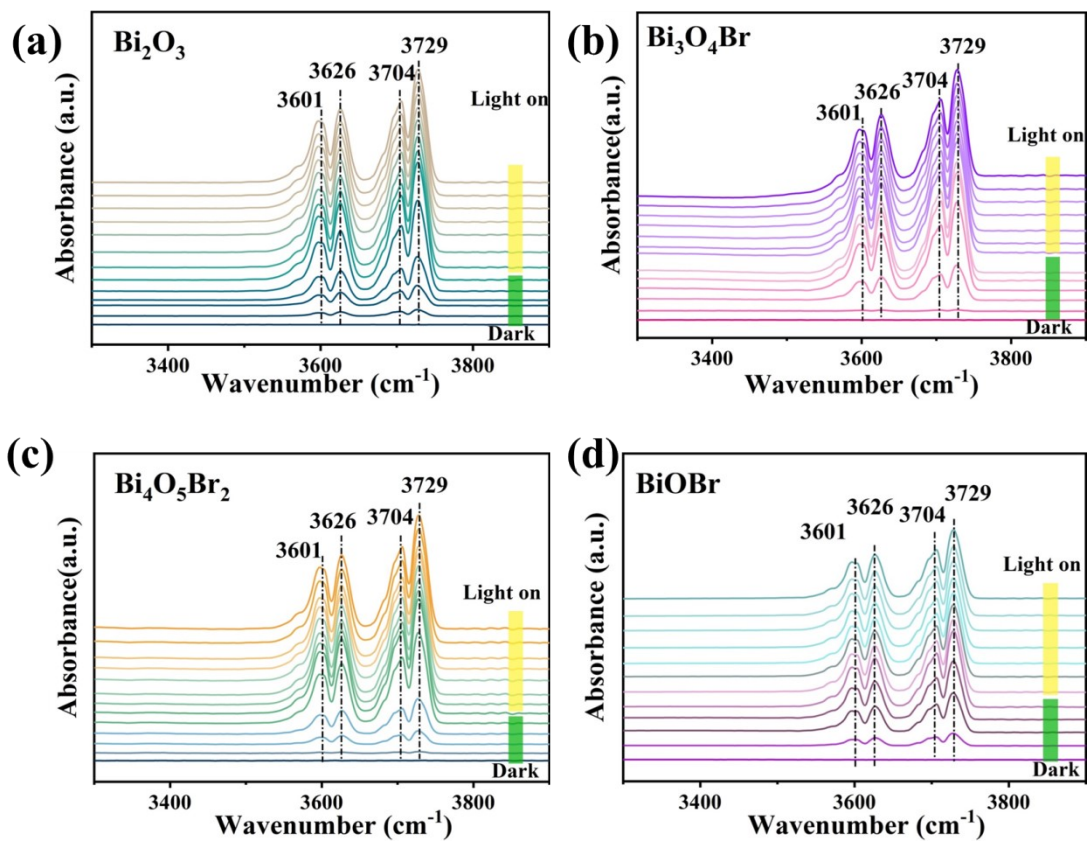 (a)
Bi₂O₃
3601
3626
3704
3729
Light on
Dark
Absorbance (a.u.)
3400
3600
3800
Wavenumber (cm⁻¹)
(b)
Bi₃O₄Br
3601
3626
3704
3729
Light on
Dark
Absorbance(a.u.)
3400
3600
3800
Wavenumber (cm⁻¹)
(c)
Bi₄O₅Br₂
3601
3626
3704
3729
Light on
Dark
Absorbance(a.u.)
3400
3600
3800
Wavenumber (cm⁻¹)
(d)
BiOBr
3601
3626
3704
3729
Light on
Dark
Absorbance(a.u.)
3400
3600
3800
Wavenumber (cm⁻¹)